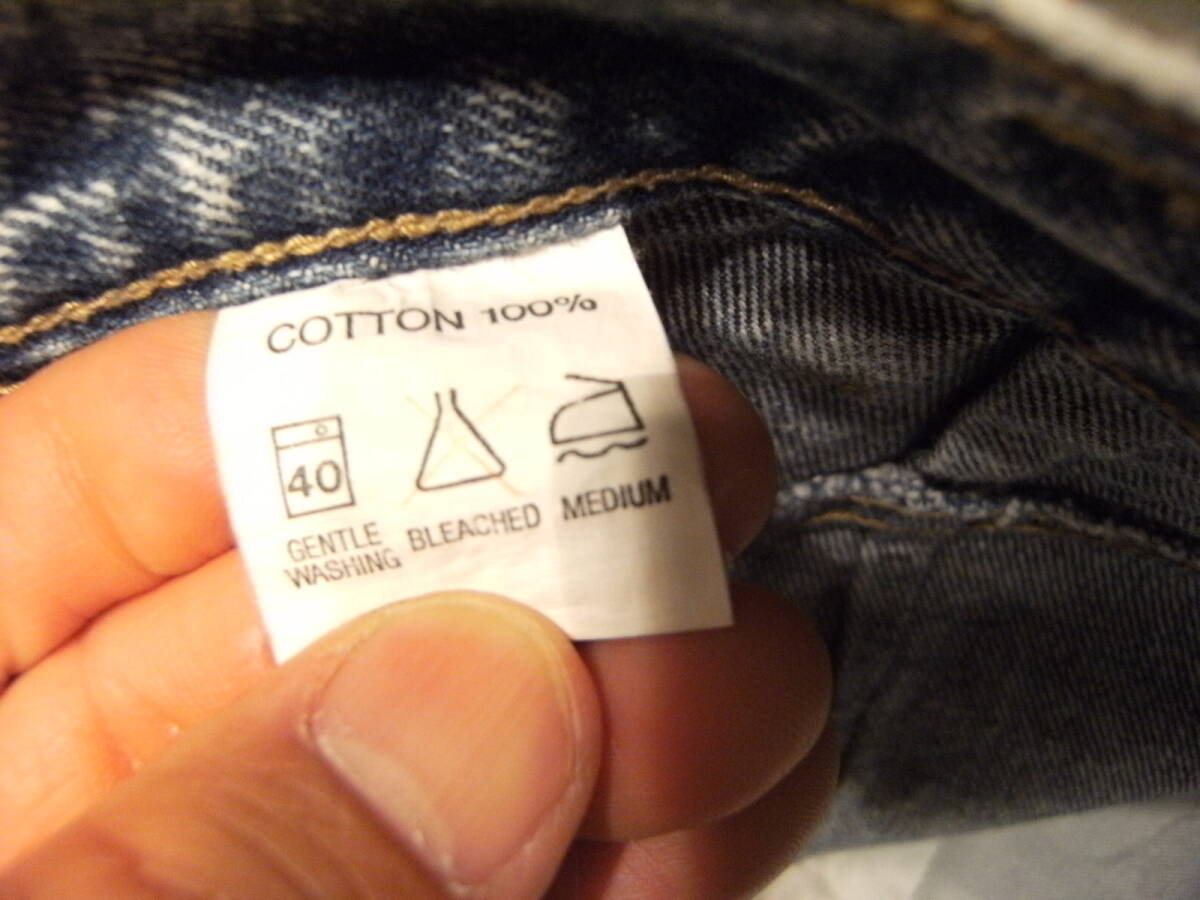 COTTON 100%
40
GENTLE
WASHING
BLEACHED
MEDIUM